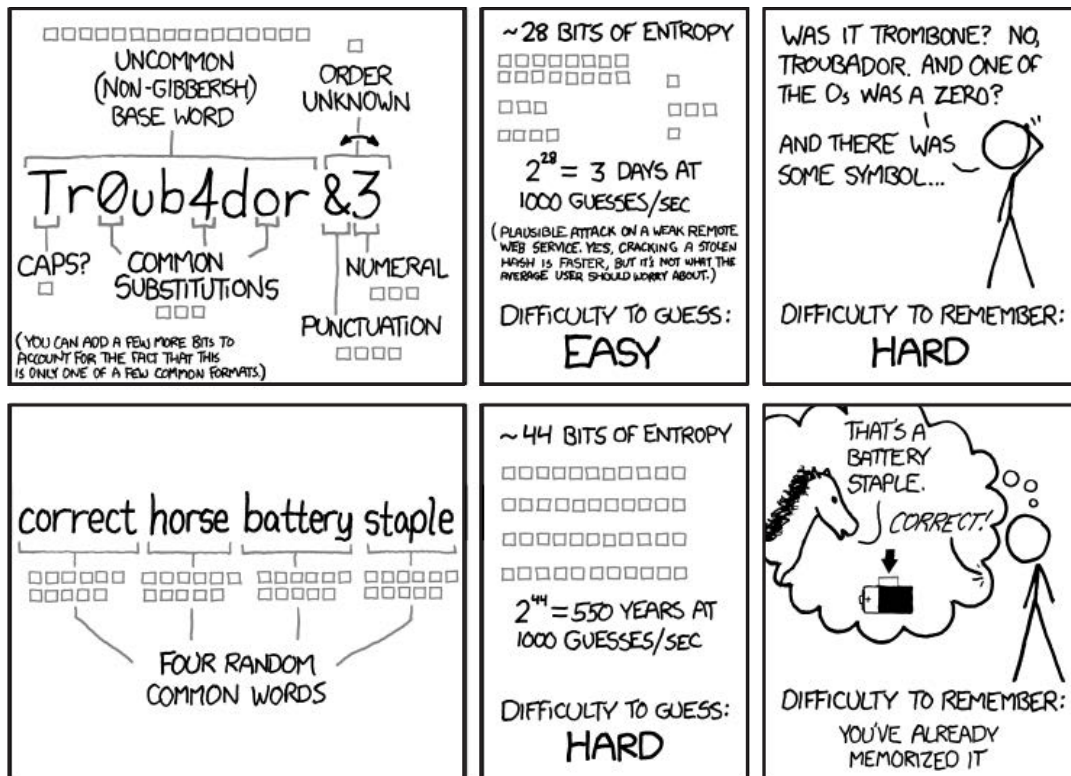 UNCOMMON
(NON-GIBBERISH)
BASE WORD
ORDER
UNKNOWN
Tr0ub4dor &3
CAPS?
COMMON
SUBSTITUTIONS
NUMERAL
PUNCTUATION
(YOU CAN ADD A FEW MORE BITS TO
ACCOUNT FOR THE FACT THAT THIS
IS ONLY ONE OF A FEW COMMON FORMATS.)
~28 BITS OF ENTROPY
2^28 = 3 DAYS AT
1000 GUESSES/SEC
(PLAUSIBLE ATTACK ON A WEAK REMOTE
WEB SERVICE. YES, CRACKING A STOLEN
HASH IS FASTER, BUT IT'S NOT WHAT THE
AVERAGE USER SHOULD WORRY ABOUT.)
DIFFICULTY TO GUESS:
EASY
WAS IT TROMBONE? NO,
TROUBADOR. AND ONE OF
THE Os WAS A ZERO?
AND THERE WAS
SOME SYMBOL...
DIFFICULTY TO REMEMBER:
HARD
correct horse battery staple
FOUR RANDOM
COMMON WORDS
~44 BITS OF ENTROPY
2^44 = 550 YEARS AT
1000 GUESSES/SEC
DIFFICULTY TO GUESS:
HARD
THAT'S A
BATTERY
STAPLE.
CORRECT!
+
DIFFICULTY TO REMEMBER:
YOU'VE ALREADY
MEMORIZED IT